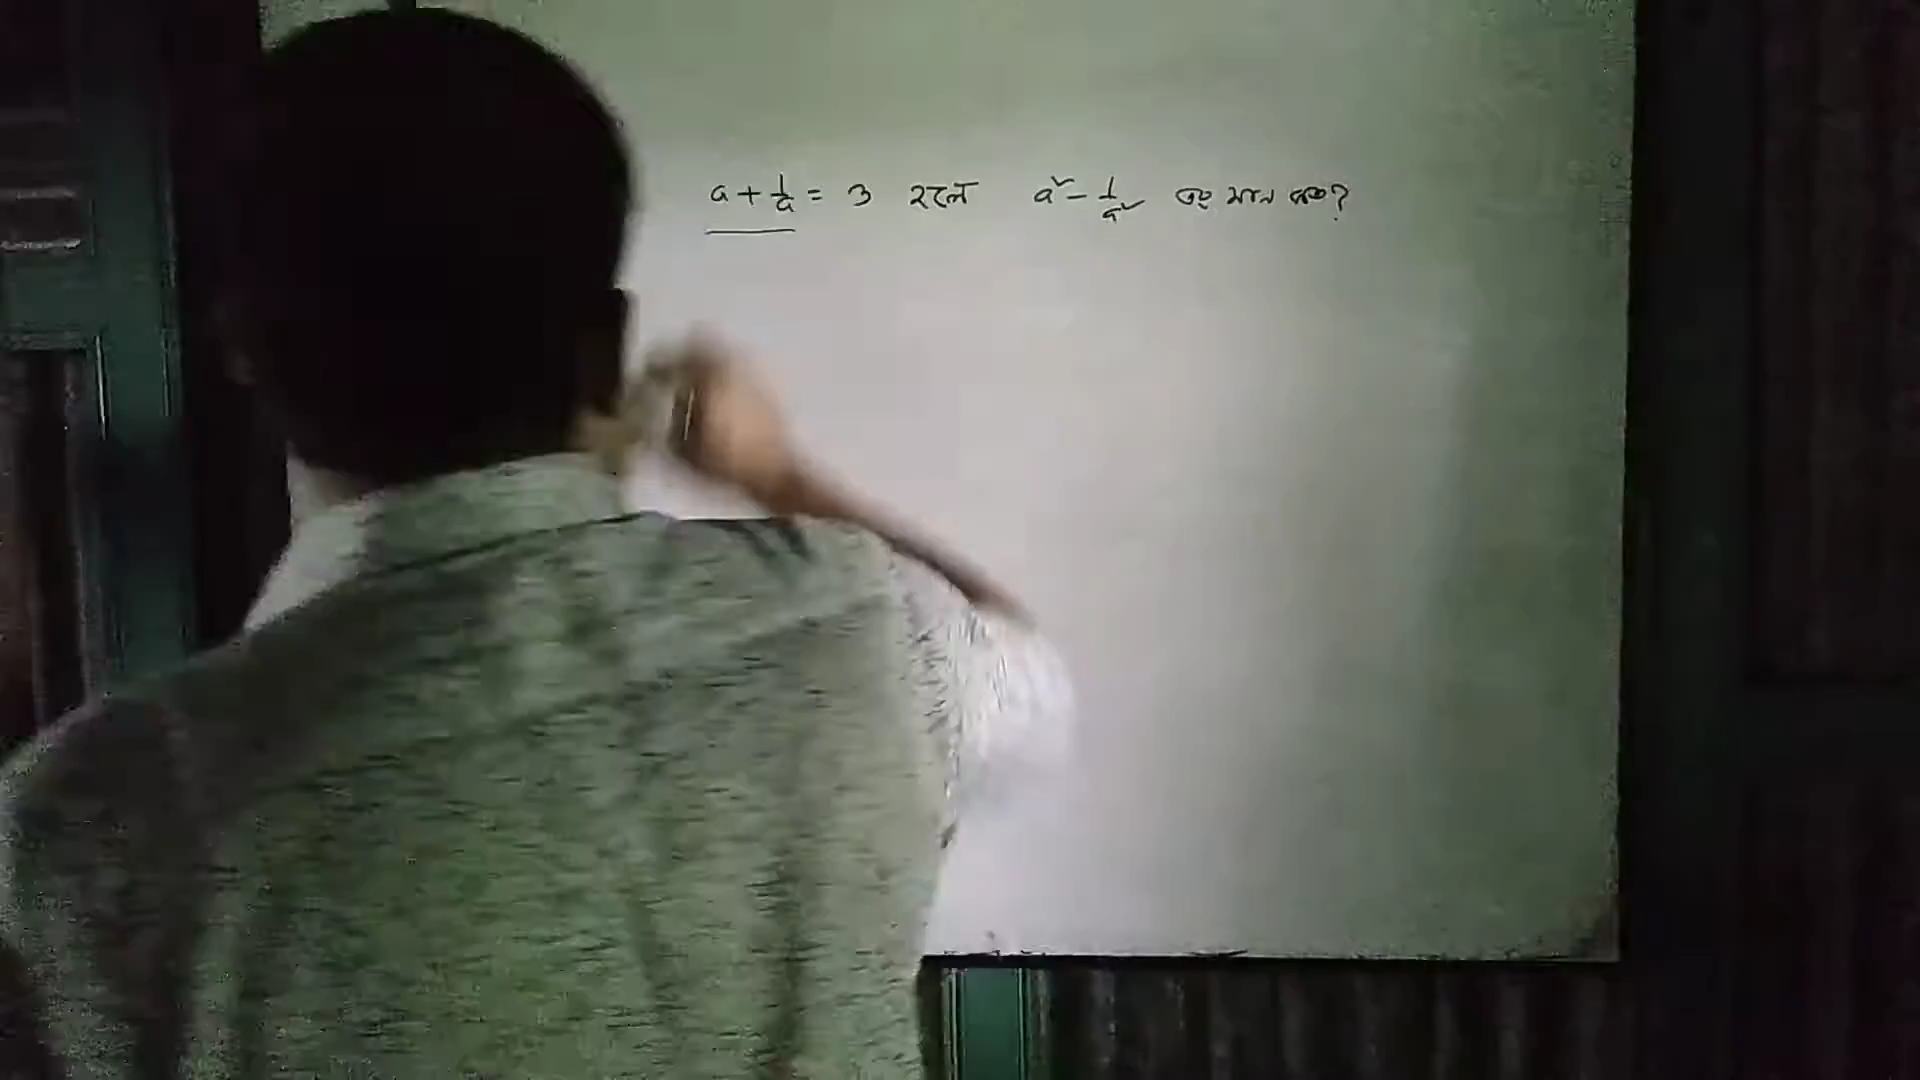 a + 1/a = 3 হলে a² - 1/a² এর মান কত?